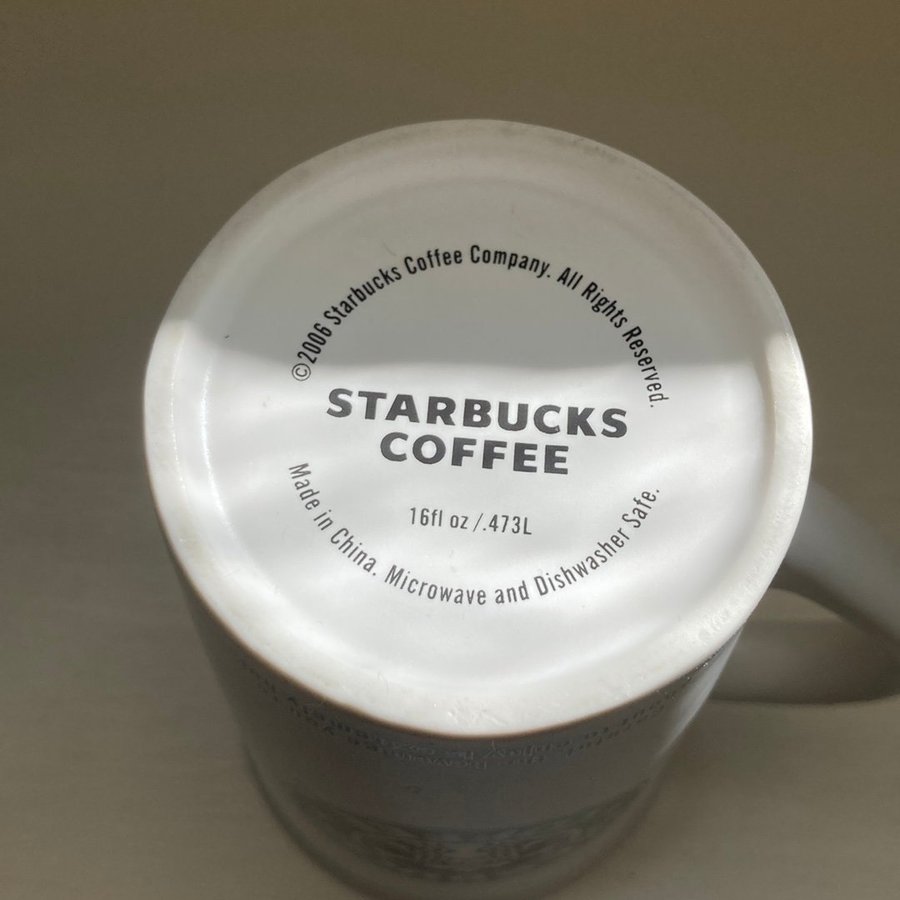 ©2006 Starbucks Coffee Company. All Rights Reserved.
STARBUCKS
COFFEE
16fl oz /.473L
Made in China. Microwave and Dishwasher Safe.